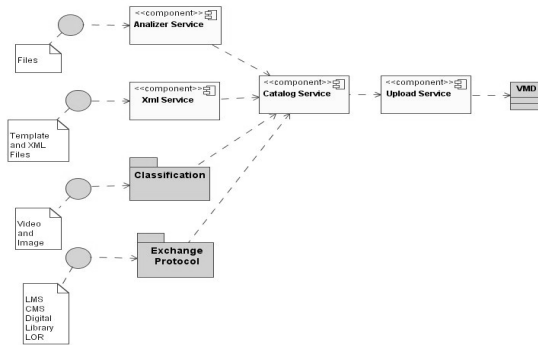 <<component>>
Analizer Service
Files
<<component>>
Xml Service
<<component>>
Catalog Service
<<component>>
Upload Service
VMD
Template
and XML
Files
Classification
Video
and
Image
Exchange
Protocol
LMS
CMS
Digital
Library
LOR